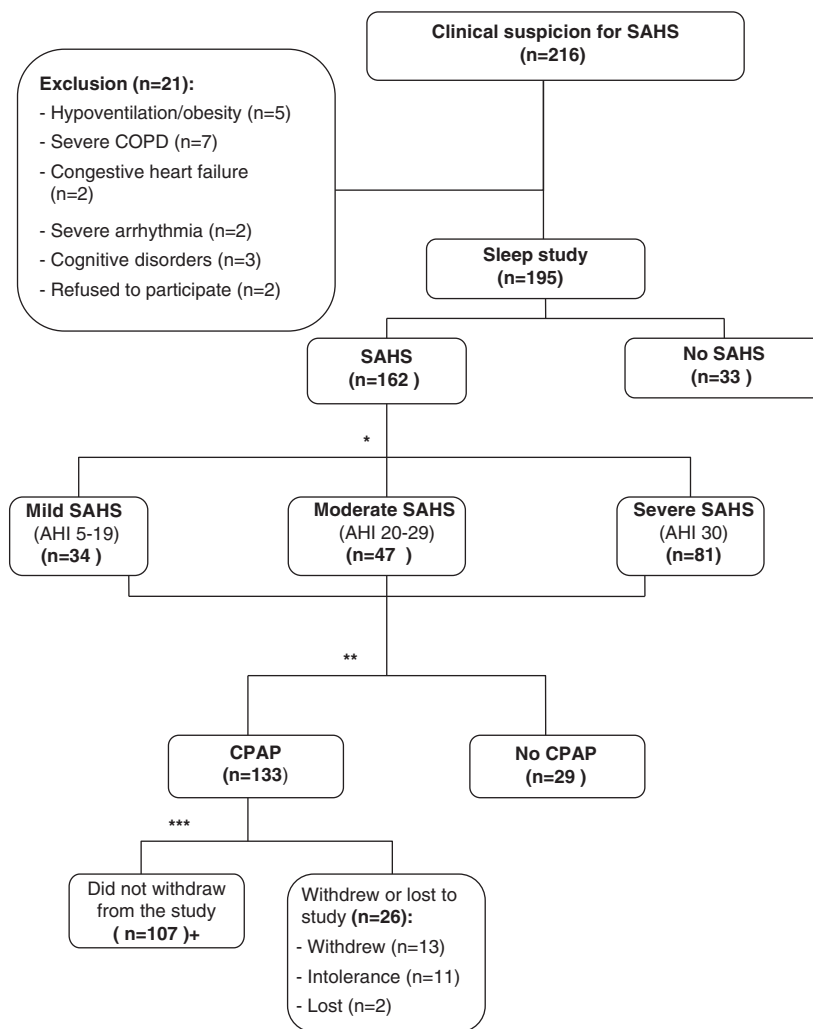 Clinical suspicion for SAHS
(n=216)
Exclusion (n=21):
- Hypoventilation/obesity (n=5)
- Severe COPD (n=7)
- Congestive heart failure
(n=2)
- Severe arrhythmia (n=2)
- Cognitive disorders (n=3)
- Refused to participate (n=2)
Sleep study
(n=195)
SAHS
(n=162 )
No SAHS
(n=33 )
*
Mild SAHS
(AHI 5-19)
(n=34 )
Moderate SAHS
(AHI 20-29)
(n=47 )
Severe SAHS
(AHI 30)
(n=81)
**
CPAP
(n=133)
No CPAP
(n=29 )
***
Did not withdraw
from the study
( n=107 )+
Withdrew or lost to
study (n=26):
- Withdrew (n=13)
- Intolerance (n=11)
- Lost (n=2)